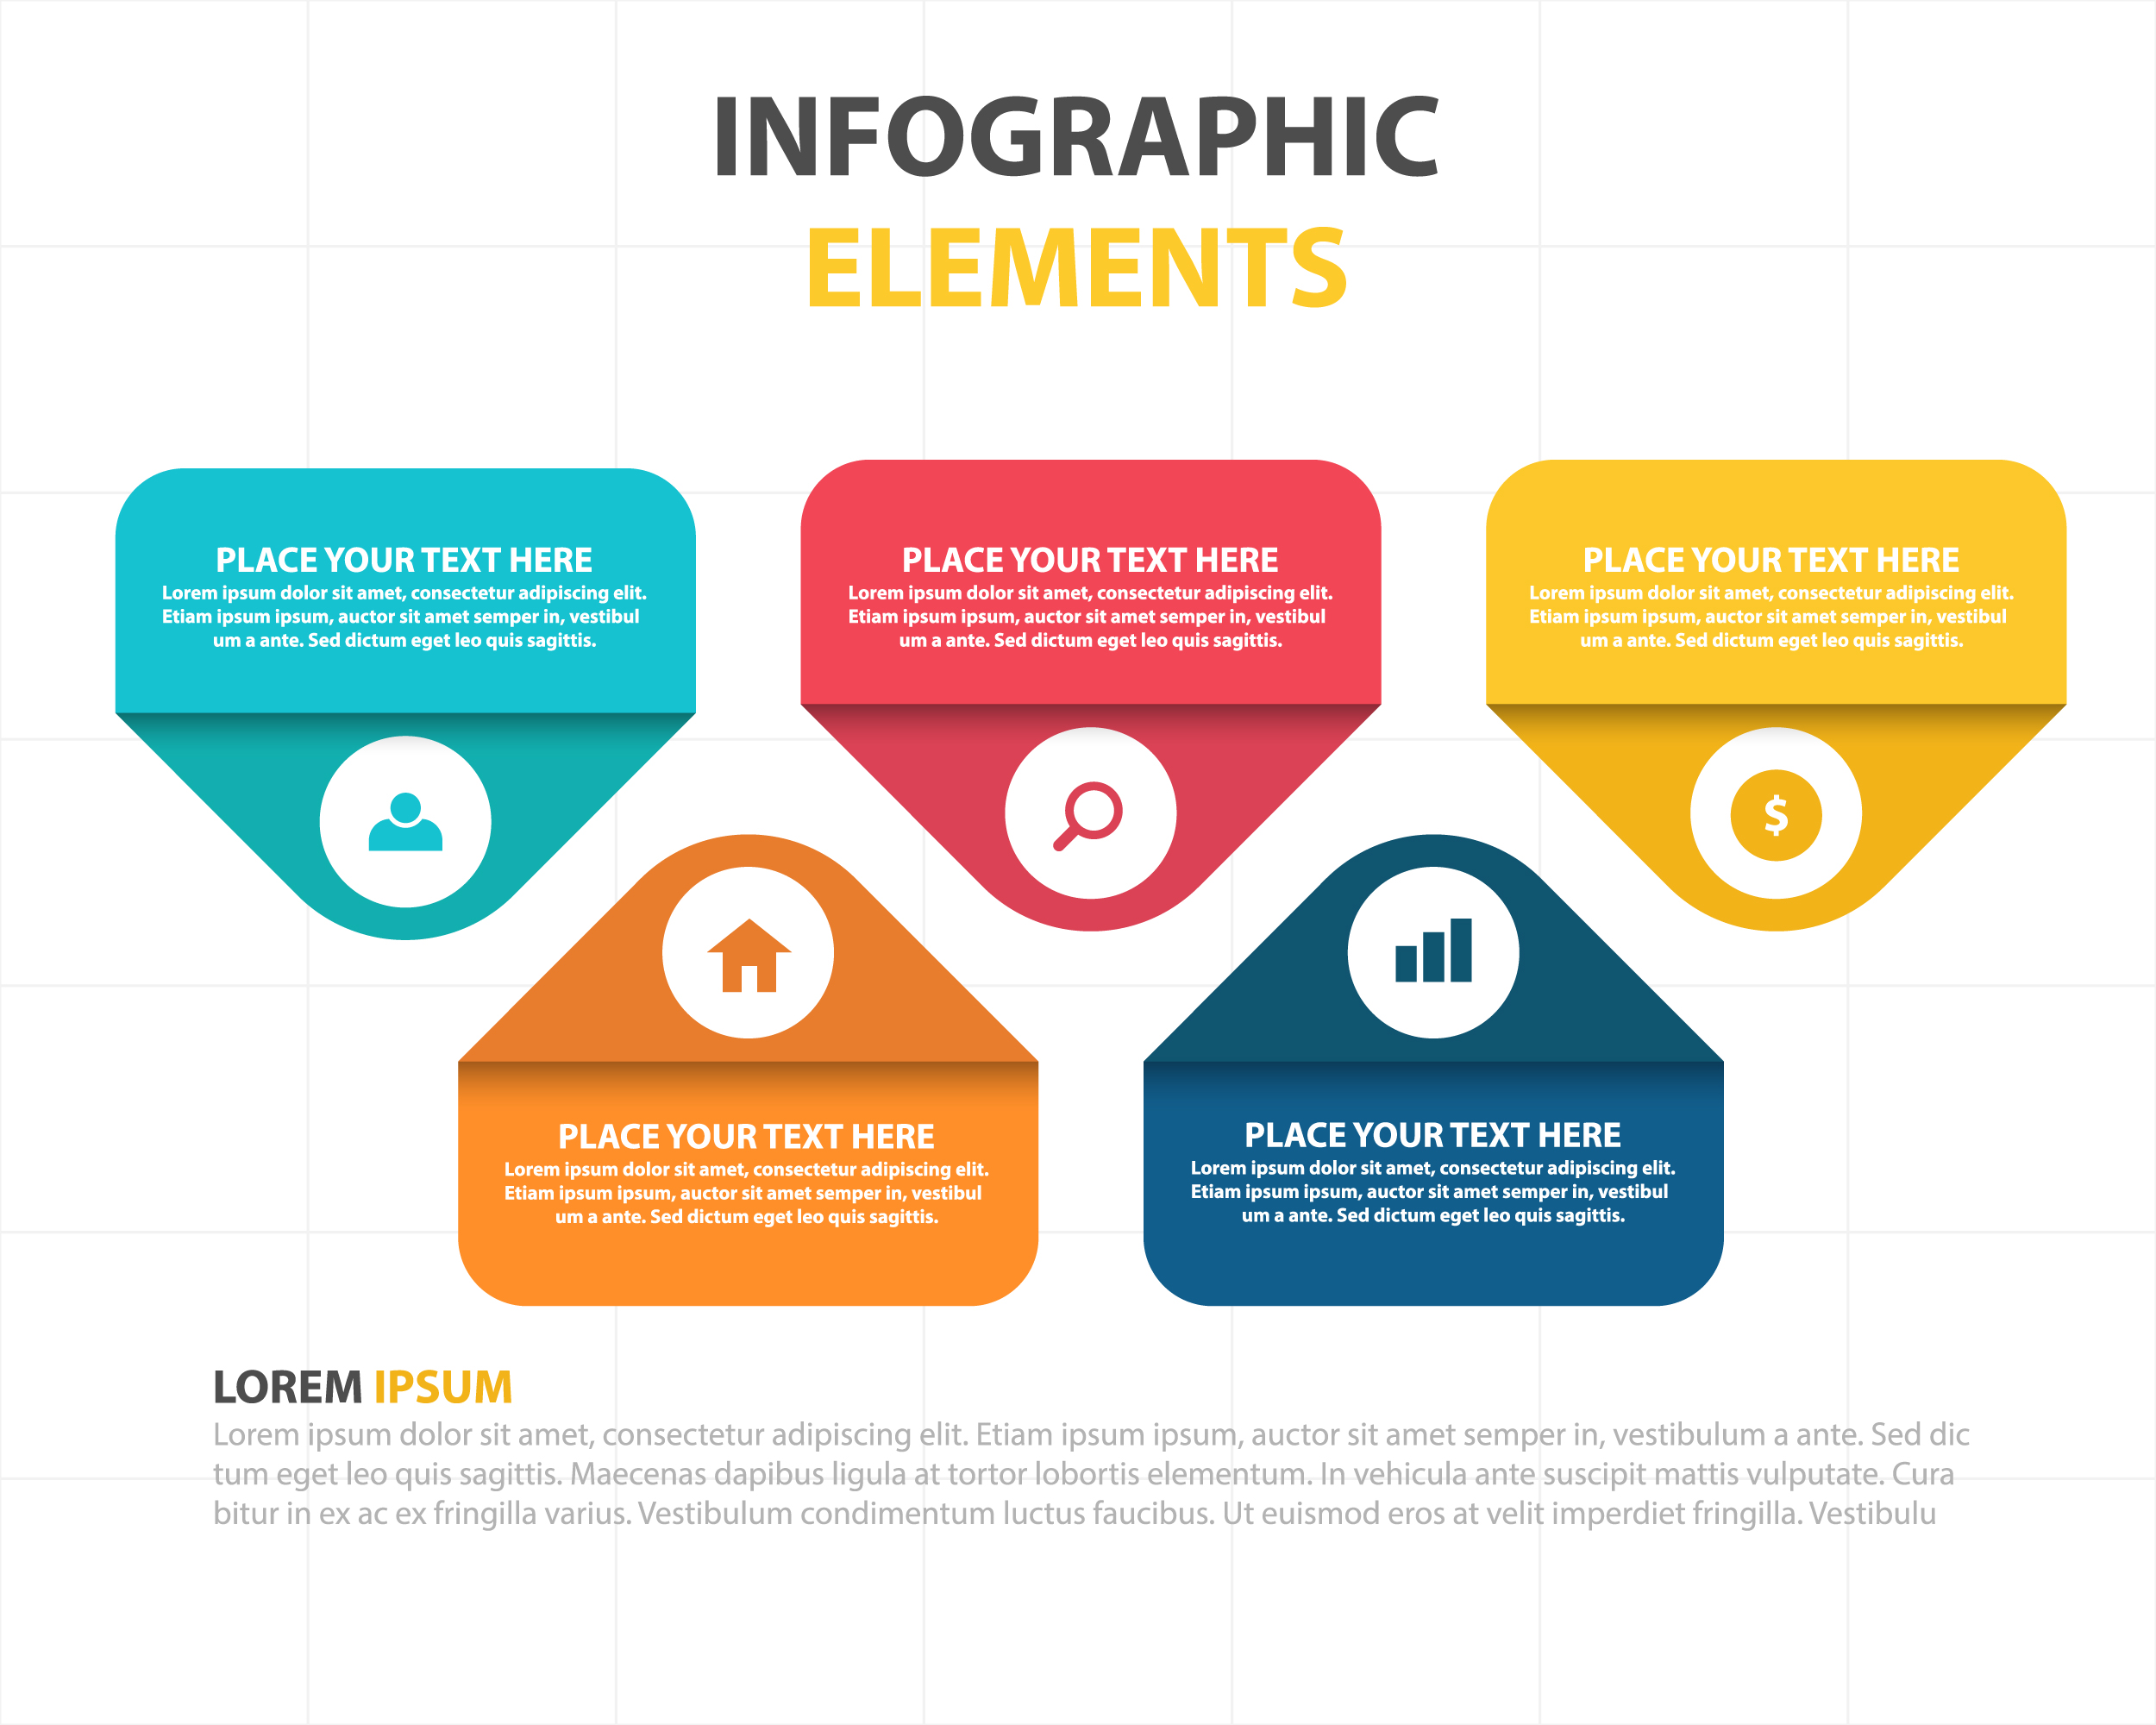 INFOGRAPHIC
ELEMENTS
PLACE YOUR TEXT HERE
Lorem ipsum dolor sit amet, consectetur adipiscing elit.
Etiam ipsum ipsum, auctor sit amet semper in, vestibul
um a ante. Sed dictum eget leo quis sagittis.
PLACE YOUR TEXT HERE
Lorem ipsum dolor sit amet, consectetur adipiscing elit.
Etiam ipsum ipsum, auctor sit amet semper in, vestibul
um a ante. Sed dictum eget leo quis sagittis.
PLACE YOUR TEXT HERE
Lorem ipsum dolor sit amet, consectetur adipiscing elit.
Etiam ipsum ipsum, auctor sit amet semper in, vestibul
um a ante. Sed dictum eget leo quis sagittis.
$
PLACE YOUR TEXT HERE
Lorem ipsum dolor sit amet, consectetur adipiscing elit.
Etiam ipsum ipsum, auctor sit amet semper in, vestibul
um a ante. Sed dictum eget leo quis sagittis.
PLACE YOUR TEXT HERE
Lorem ipsum dolor sit amet, consectetur adipiscing elit.
Etiam ipsum ipsum, auctor sit amet semper in, vestibul
um a ante. Sed dictum eget leo quis sagittis.
LOREM IPSUM
Lorem ipsum dolor sit amet, consectetur adipiscing elit. Etiam ipsum ipsum, auctor sit amet semper in, vestibulum a ante. Sed dic
tum eget leo quis sagittis. Maecenas dapibus ligula at tortor lobortis elementum. In vehicula ante suscipit mattis vulputate. Cura
bitur in ex ac ex fringilla varius. Vestibulum condimentum luctus faucibus. Ut euismod eros at velit imperdiet fringilla. Vestibulu